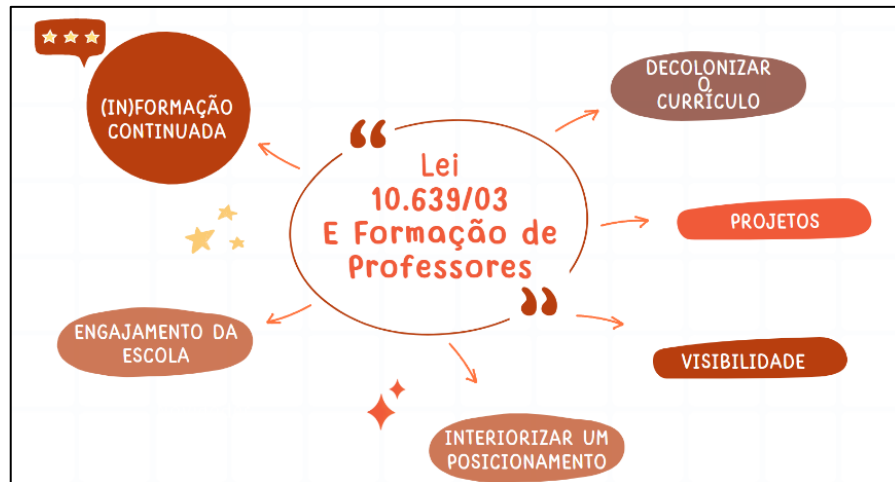 (IN)FORMAÇÃO
CONTINUADA
DECOLONIZAR
O
CURRÍCULO
“
Lei
10.639/03
E Formação de
Professores
”
PROJETOS
ENGAJAMENTO DA
ESCOLA
VISIBILIDADE
INTERIORIZAR UM
POSICIONAMENTO